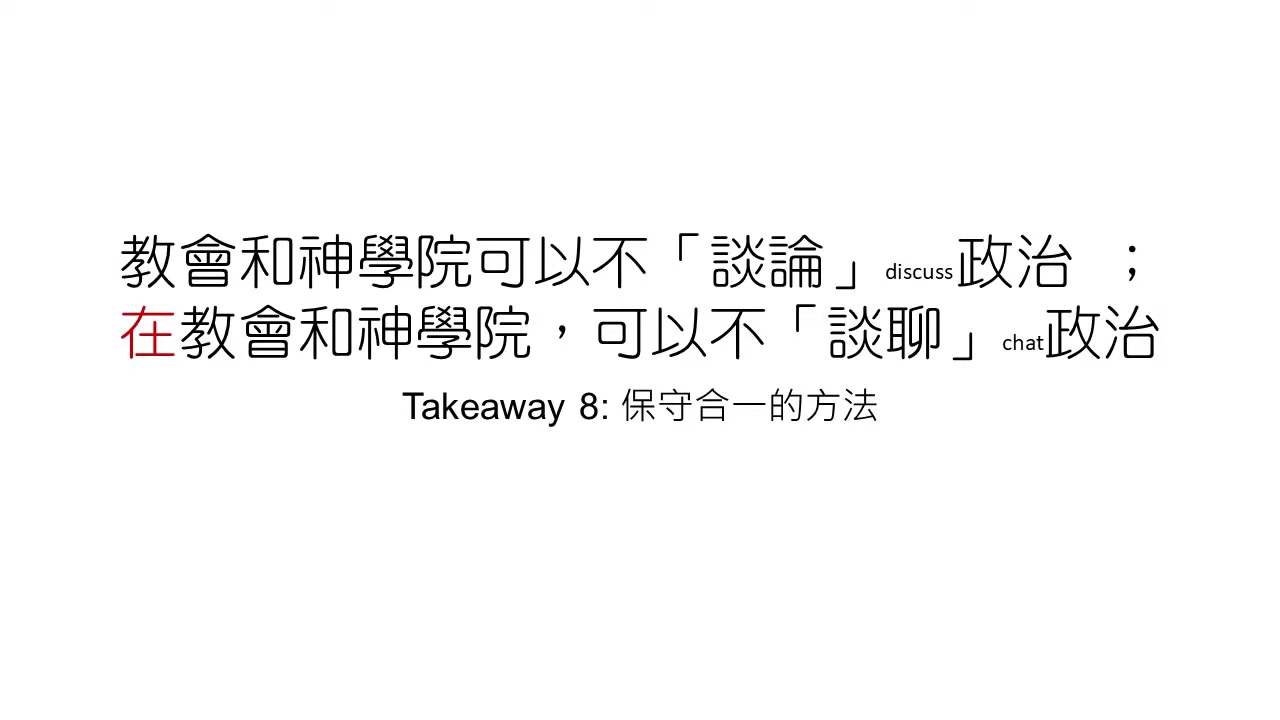 教會和神學院可以不「談論」discuss政治 ；
在教會和神學院，可以不「談聊」chat政治
Takeaway 8: 保守合一的方法